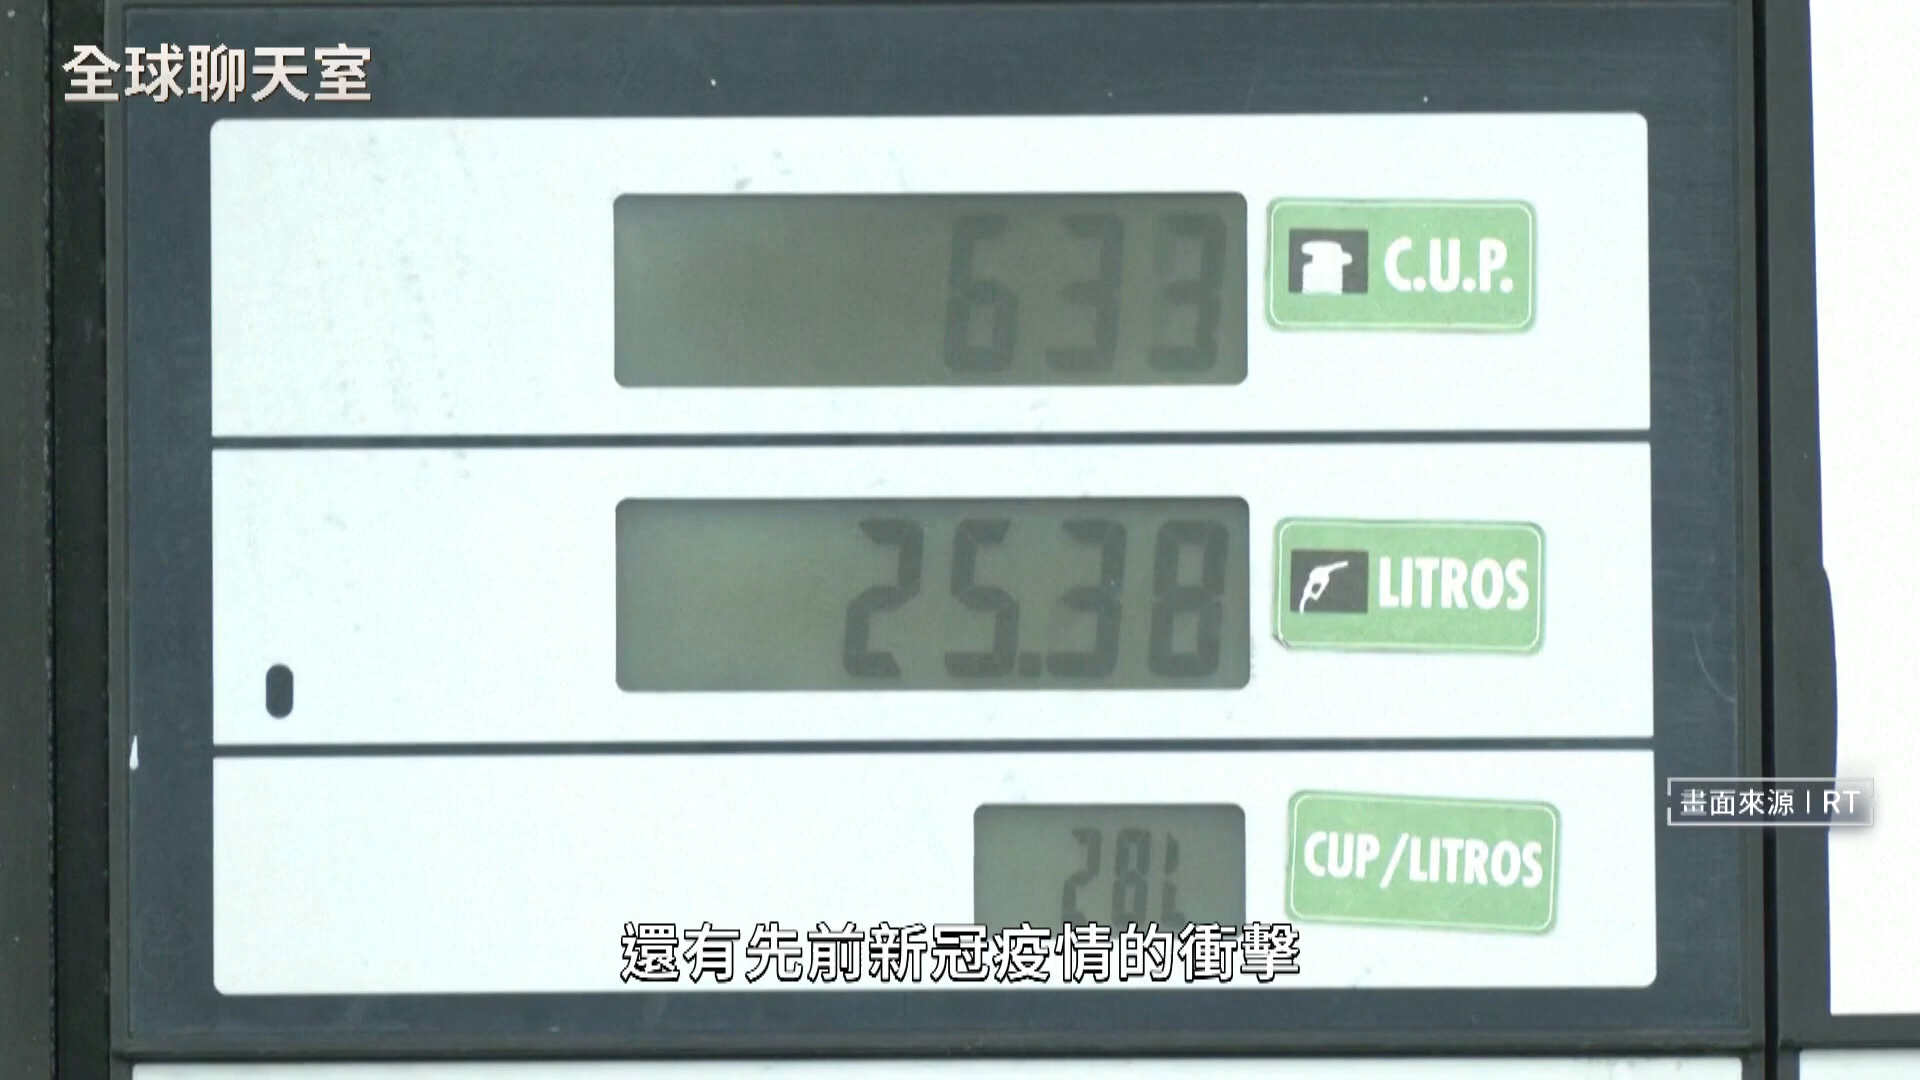 全球聊天室
633
C.U.P.
25.38
LITROS
畫面來源 | RT
CUP/LITROS
還有先前新冠疫情的衝擊